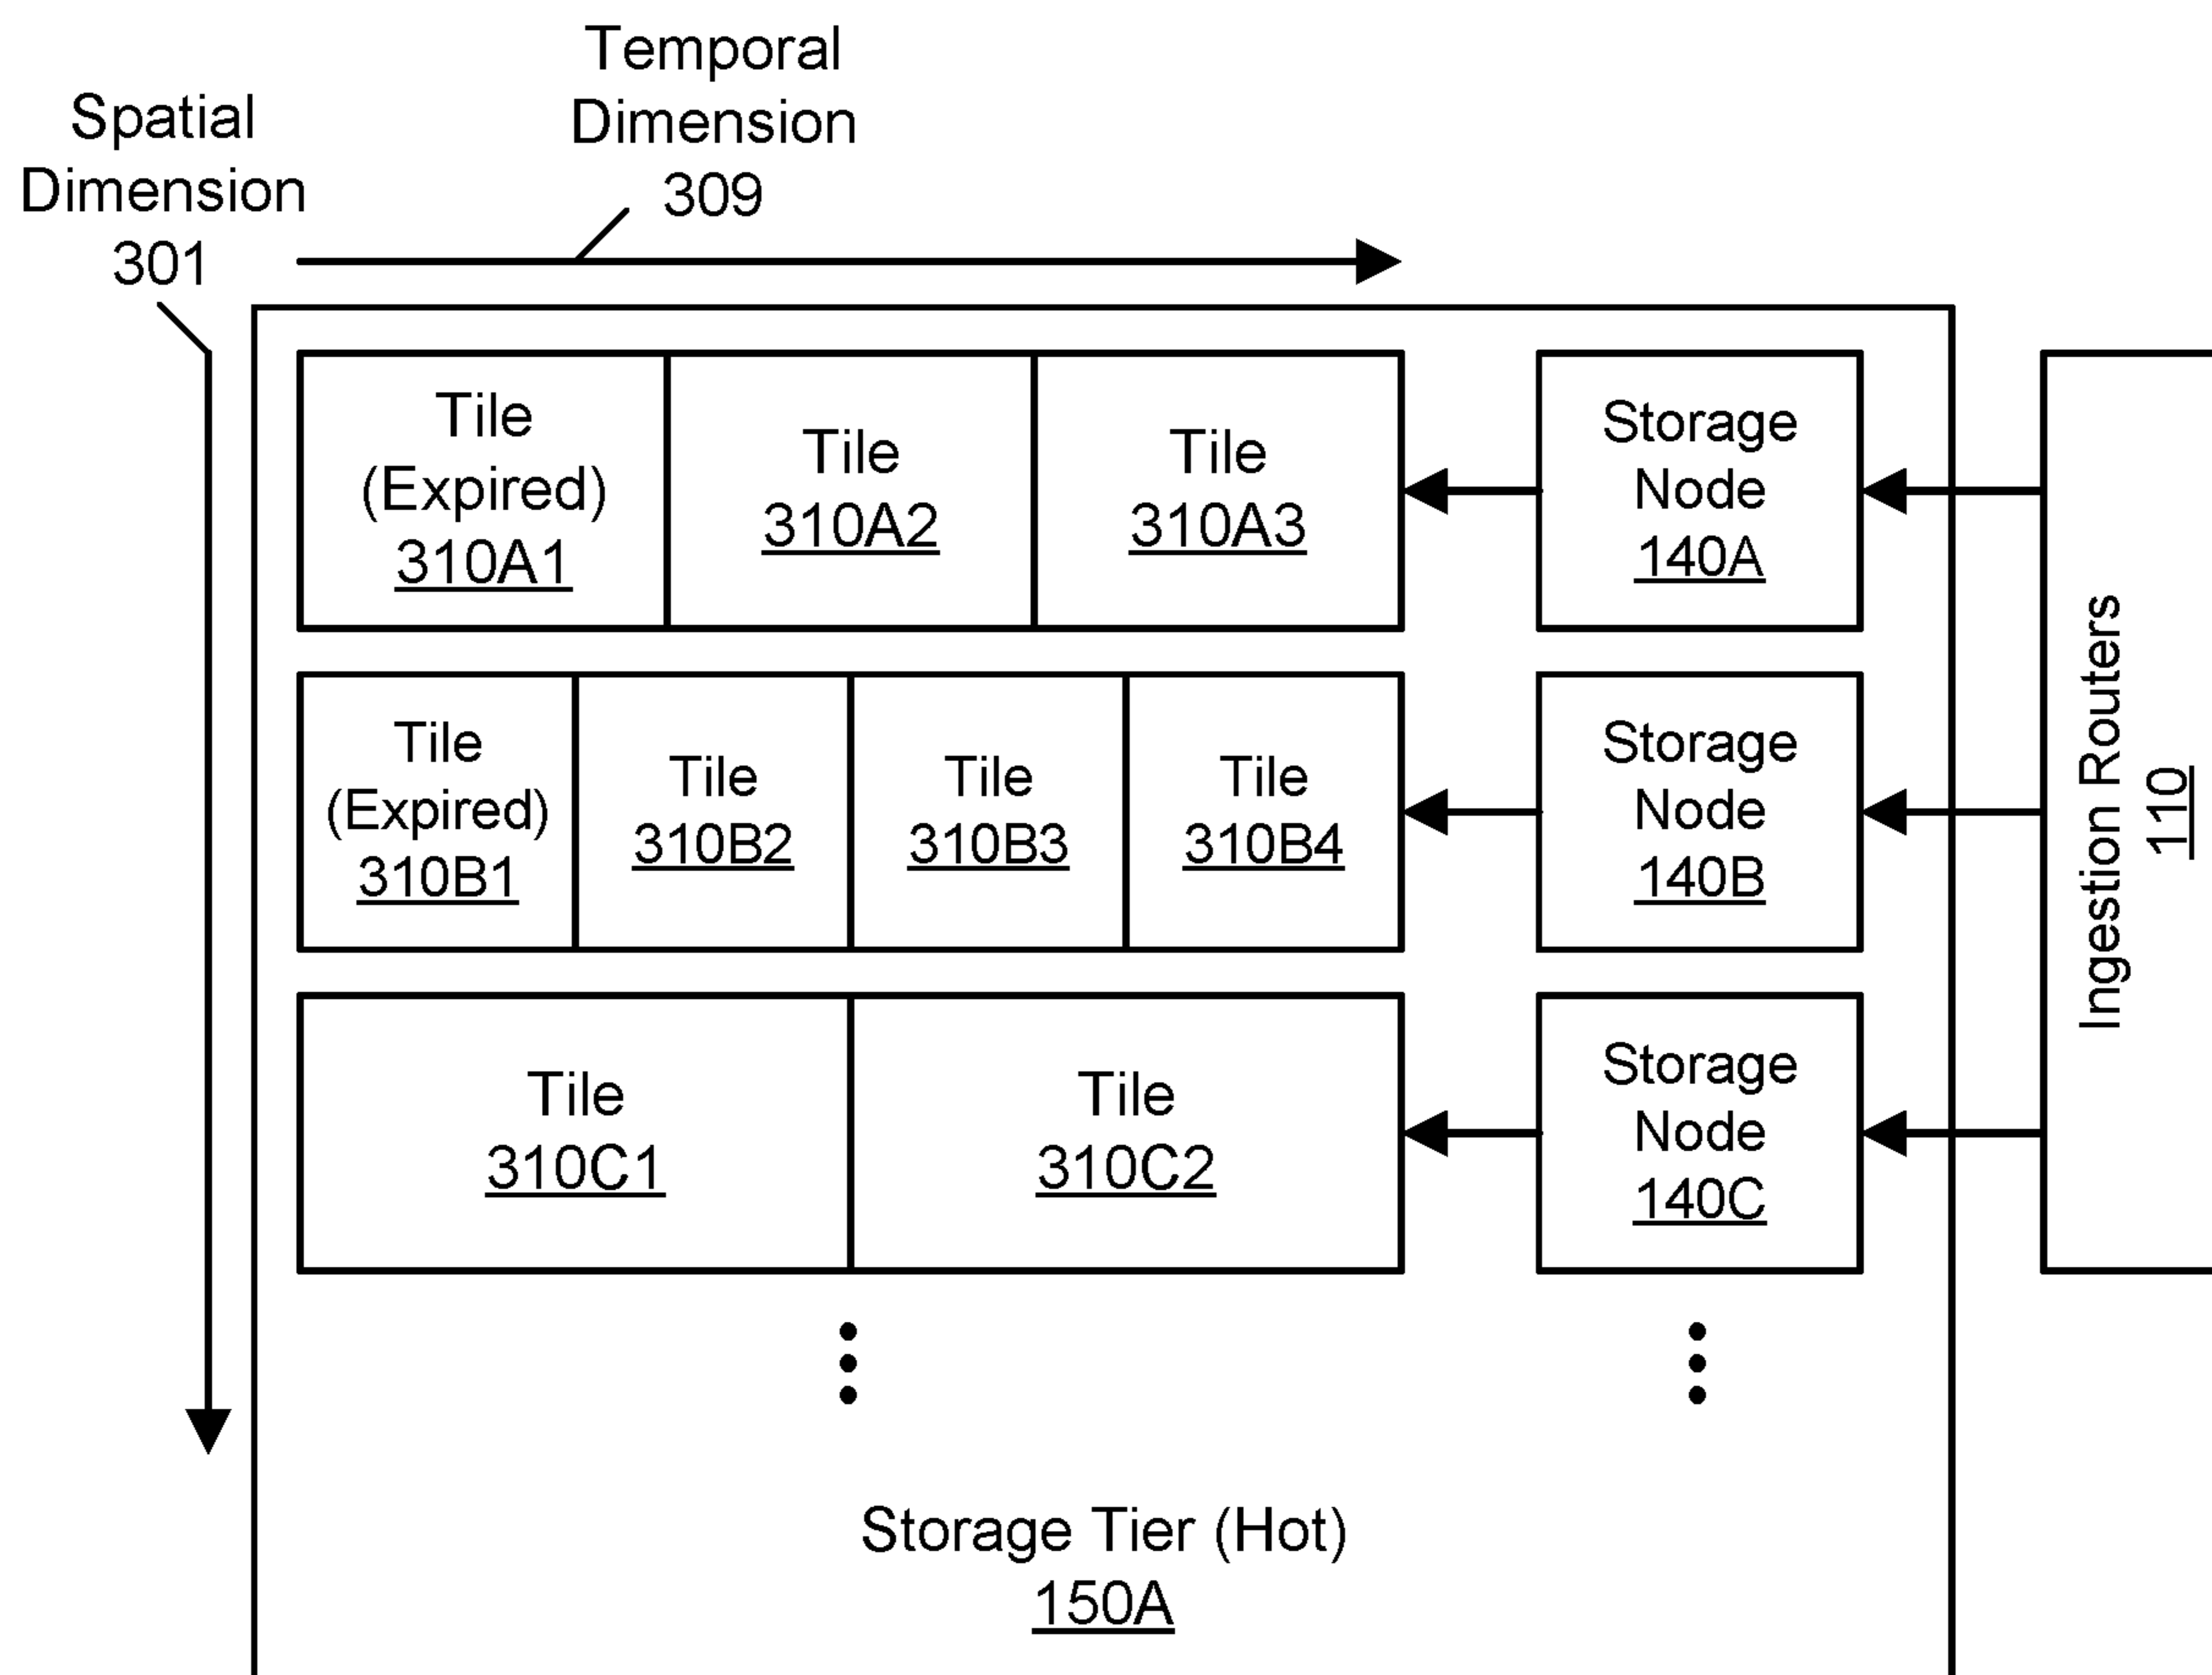 Temporal
Dimension
309
Spatial
Dimension
301
Tile
(Expired)
310A1
Tile
310A2
Tile
310A3
Storage
Node
140A
Tile
(Expired)
310B1
Tile
310B2
Tile
310B3
Tile
310B4
Storage
Node
140B
Tile
310C1
Tile
310C2
Storage
Node
140C
Ingestion Routers
110
Storage Tier (Hot)
150A